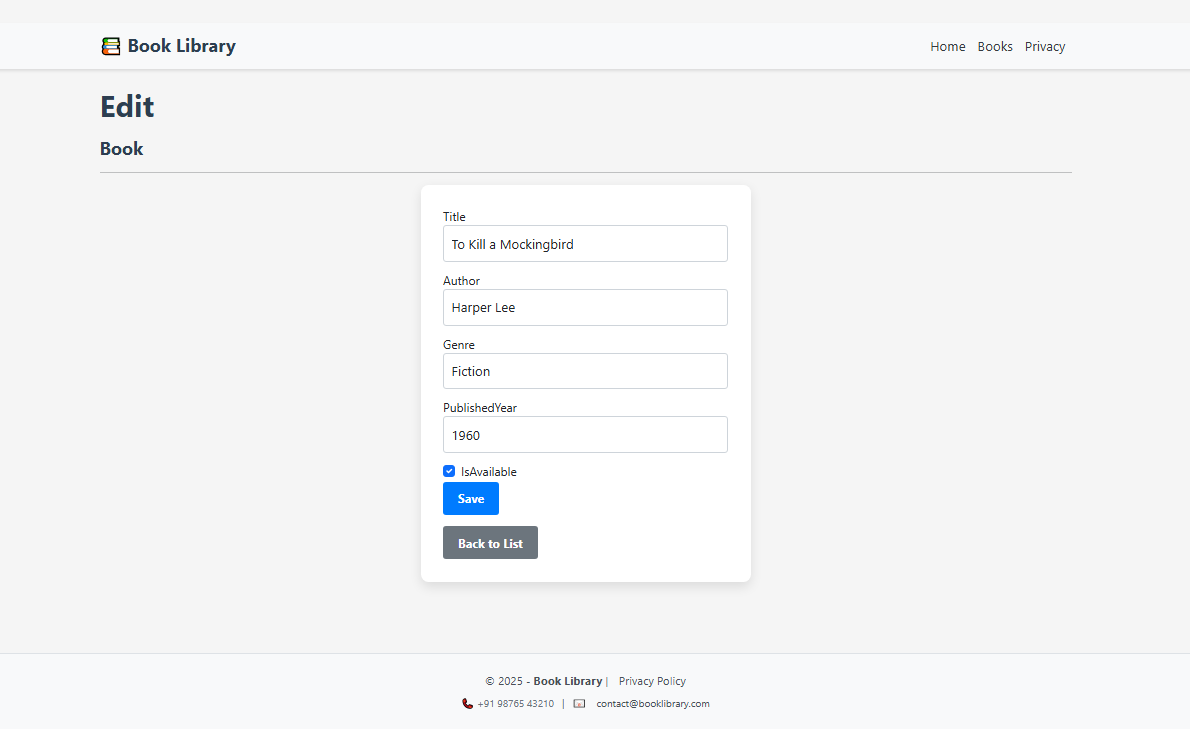 Book Library
Home Books Privacy
Edit
Book
Title
To Kill a Mockingbird
Author
Harper Lee
Genre
Fiction
PublishedYear
1960
IsAvailable
Save
Back to List
© 2025 - Book Library | Privacy Policy
+91 98765 43210 | contact@booklibrary.com